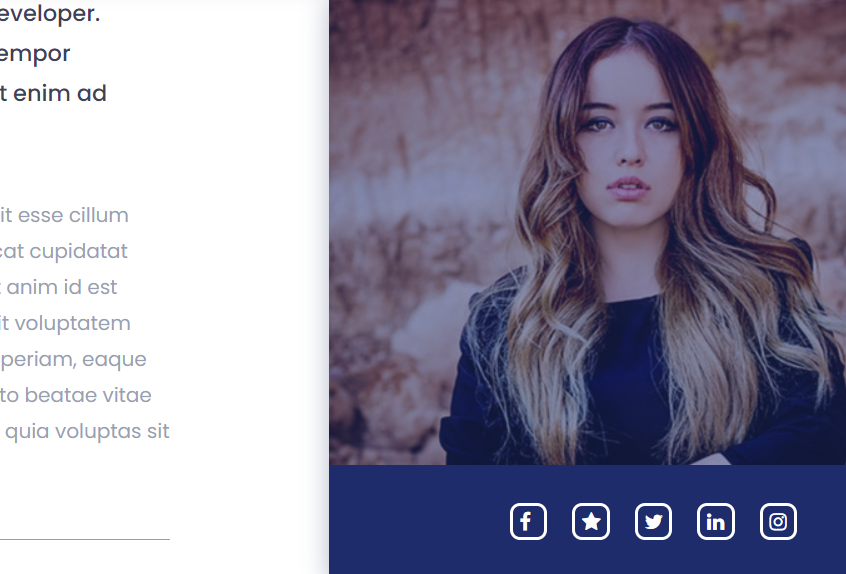 eveloper.
empor
t enim ad
it esse cillum
cat cupidatat
t anim id est
it voluptatem
periam, eaque
to beatae vitae
quia voluptas sit